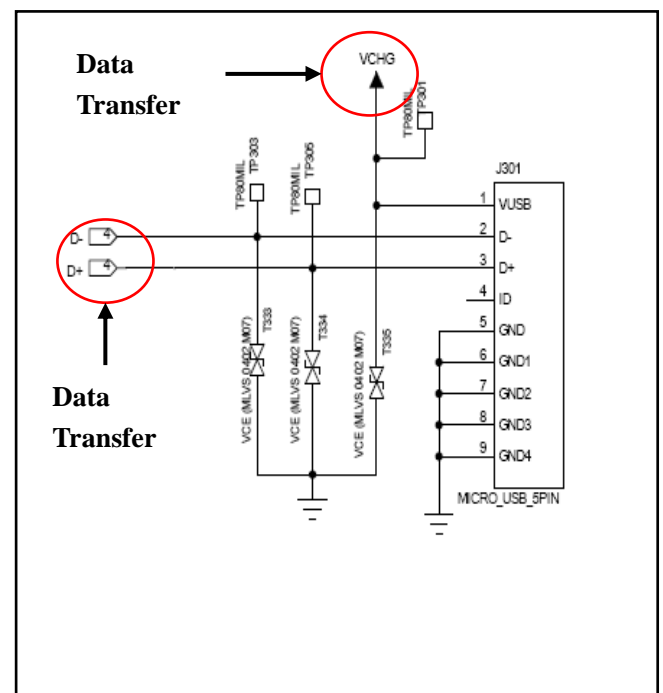 Data
Transfer
VCHG
TP80MIL
TP301
TP80MIL
TP303
TP80MIL
TP305
J301
1 VUSB
2 D-
3 D+
4 ID
5 GND
6 GND1
7 GND2
8 GND3
9 GND4
MICRO_USB_5PIN
D- 4
D+ 4
VCE (MLVS 0402 M07)
T333
VCE (MLVS 0402 M07)
T334
VCE (MLVS 0402 M07)
T335
Data
Transfer